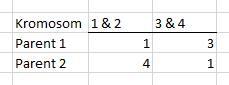 Kromosom 1 & 2 3 & 4
Parent 1 1 3
Parent 2 4 1